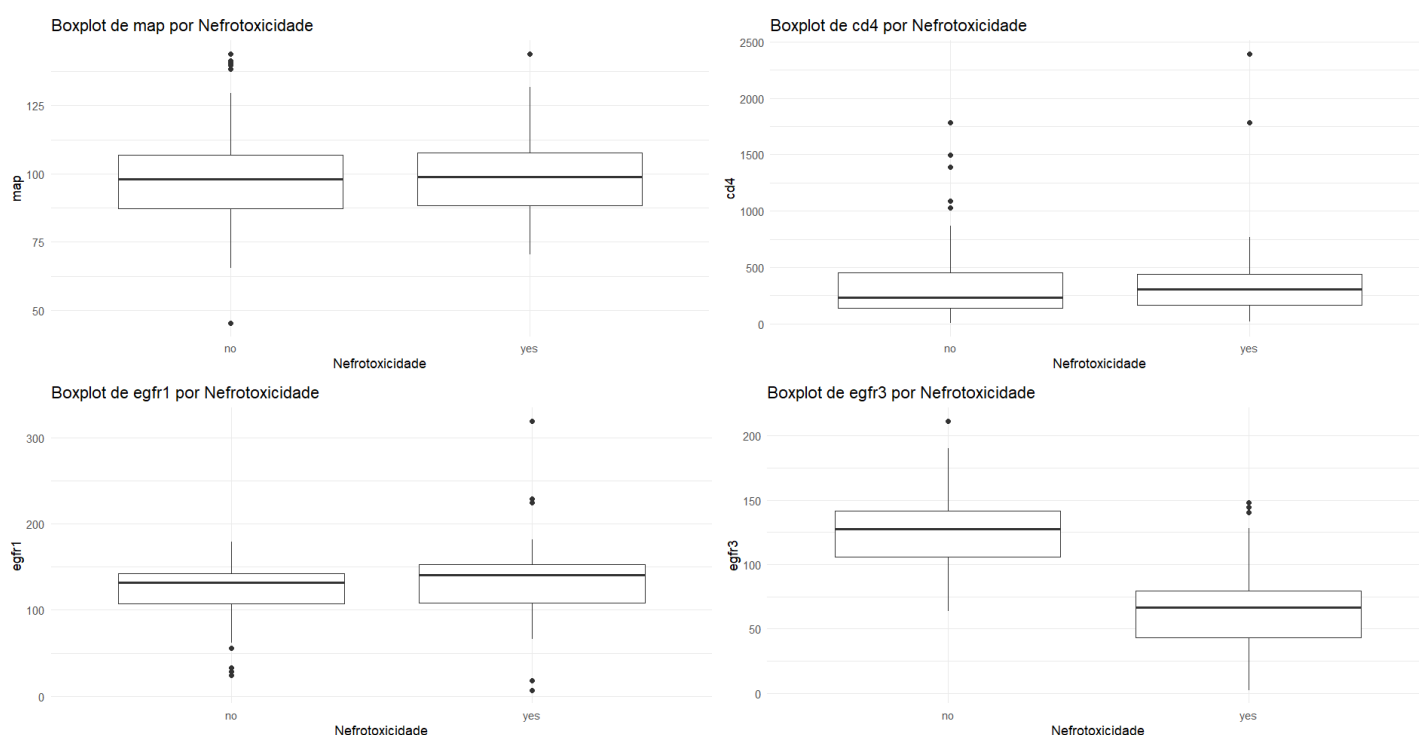 Boxplot de map por Nefrotoxicidade
125
100
75
50
map
no
yes
Nefrotoxicidade
Boxplot de cd4 por Nefrotoxicidade
2500
2000
1500
1000
500
0
cd4
no
yes
Nefrotoxicidade
Boxplot de egfr1 por Nefrotoxicidade
300
200
100
0
egfr1
no
yes
Nefrotoxicidade
Boxplot de egfr3 por Nefrotoxicidade
200
150
100
50
0
egfr3
no
yes
Nefrotoxicidade